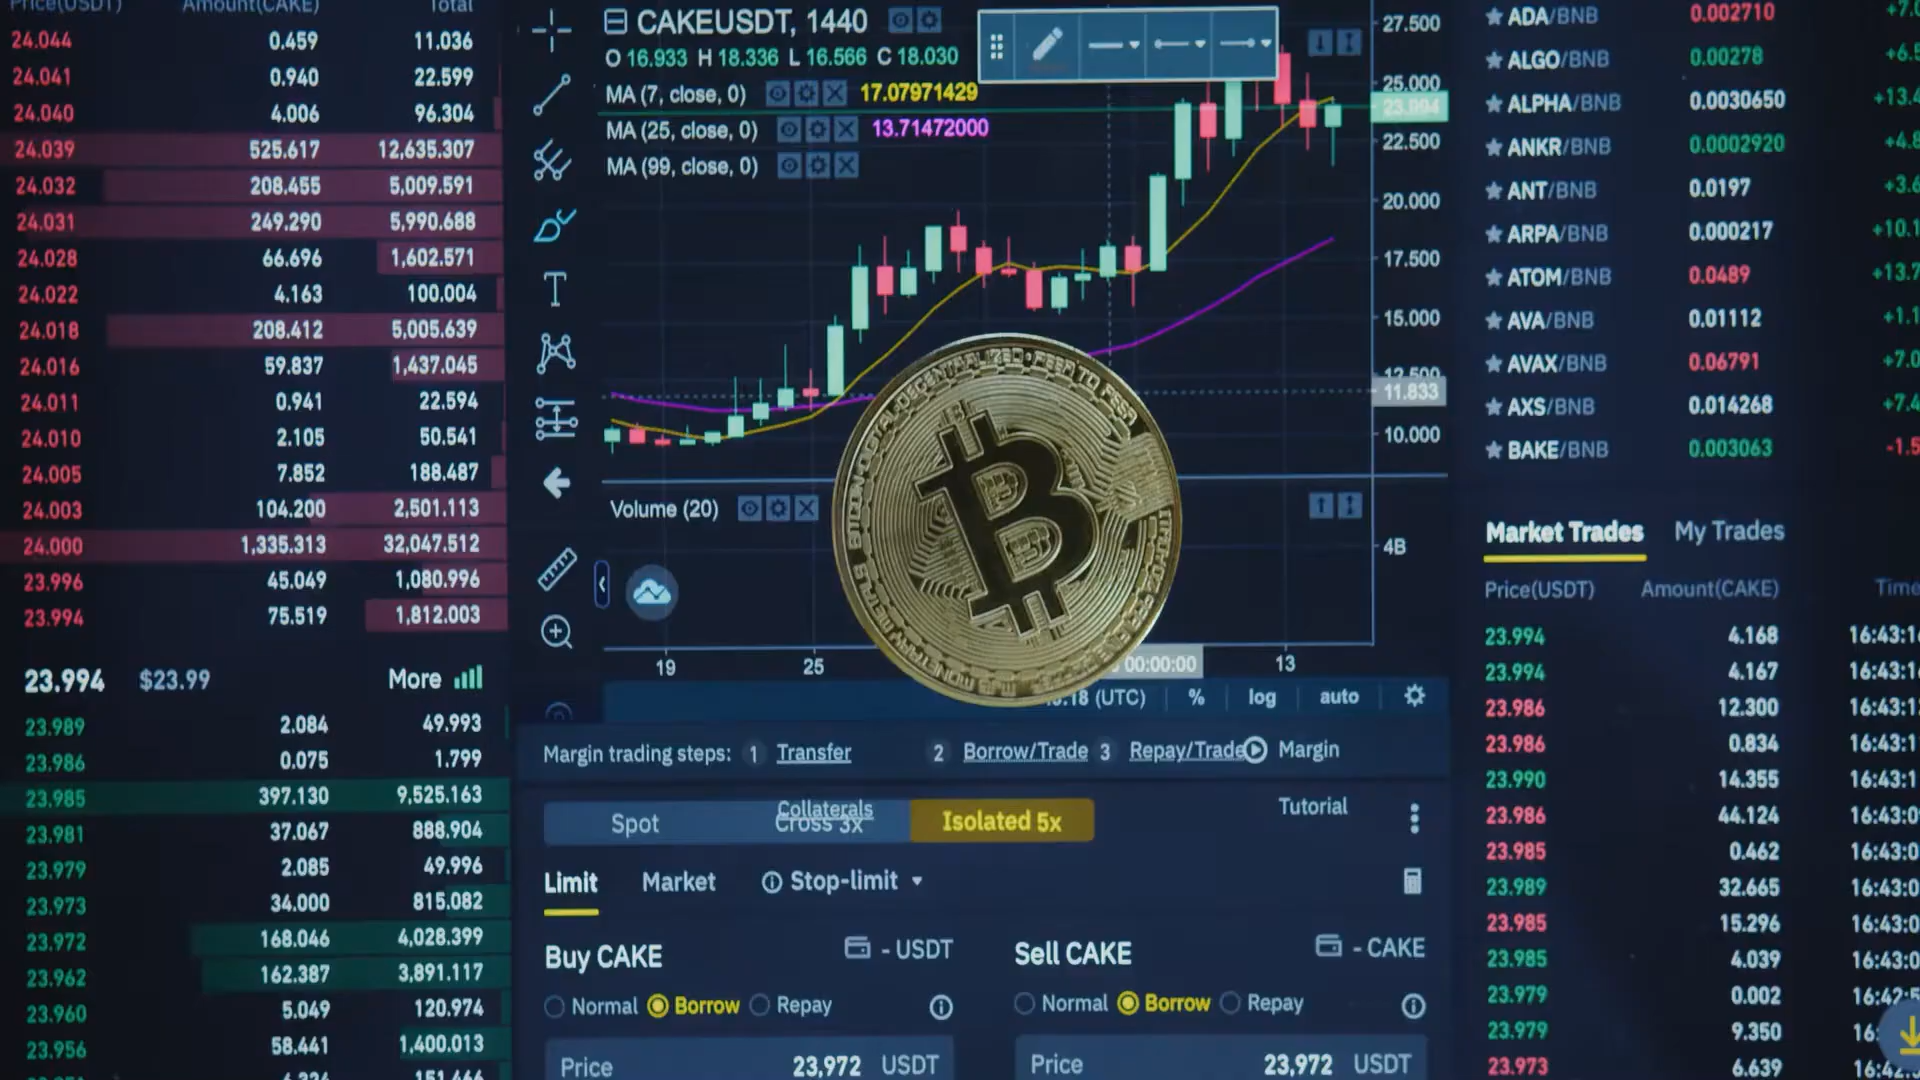 Price(USDT) Amount(CAKE) Total
24.044 0.459 11.036
24.041 0.940 22.599
24.040 4.006 96.304
24.039 525.617 12,635.307
24.032 208.455 5,009.591
24.031 249.290 5,990.688
24.028 66.696 1,602.571
24.022 4.163 100.004
24.018 208.412 5,005.639
24.016 59.837 1,437.045
24.011 0.941 22.594
24.010 2.105 50.541
24.005 7.852 188.487
24.003 104.200 2,501.113
24.000 1,335.313 32,047.512
23.996 45.049 1,080.996
23.994 75.519 1,812.003
23.994 $23.99 More
23.989 2.084 49.993
23.986 0.075 1.799
23.985 397.130 9,525.163
23.981 37.067 888.904
23.979 2.085 49.996
23.973 34.000 815.082
23.972 168.046 4,028.399
23.962 162.387 3,891.117
23.960 5.049 120.974
23.956 58.441 1,400.013
CAKEUSDT, 1440
O 16.933 H 18.336 L 16.566 C 18.030
MA (7, close, 0) 17.07971429
MA (25, close, 0) 13.71472000
MA (99, close, 0)
27.500
25.000
23.994
22.500
20.000
17.500
15.000
12.500
11.833
10.000
Volume (20)
4B
BITCOIN DIGITAL DECENTRALIZED PEER TO PEER
19 25 00:00:00 13
18 (UTC) % log auto
Margin trading steps: 1 Transfer 2 Borrow/Trade 3 Repay/Trade Margin
Collaterals Tutorial
Spot Cross 3x Isolated 5x
Limit Market Stop-limit
Buy CAKE - USDT
Normal Borrow Repay
Price 23,972 USDT
Sell CAKE - CAKE
Normal Borrow Repay
Price 23,972 USDT
ADA/BNB 0.002710
ALGO/BNB 0.00278
ALPHA/BNB 0.0030650
ANKR/BNB 0.0002920
ANT/BNB 0.0197
ARPA/BNB 0.000217
ATOM/BNB 0.0489
AVA/BNB 0.01112
AVAX/BNB 0.06791
AXS/BNB 0.014268
BAKE/BNB 0.003063
Market Trades My Trades
Price(USDT) Amount(CAKE) Time
23.994 4.168
23.994 4.167
23.986 12.300
23.986 0.834
23.990 14.355
23.986 44.124
23.985 0.462
23.989 32.665
23.985 15.296
23.985 4.039
23.979 0.002
23.979 9.350
23.973 6.639